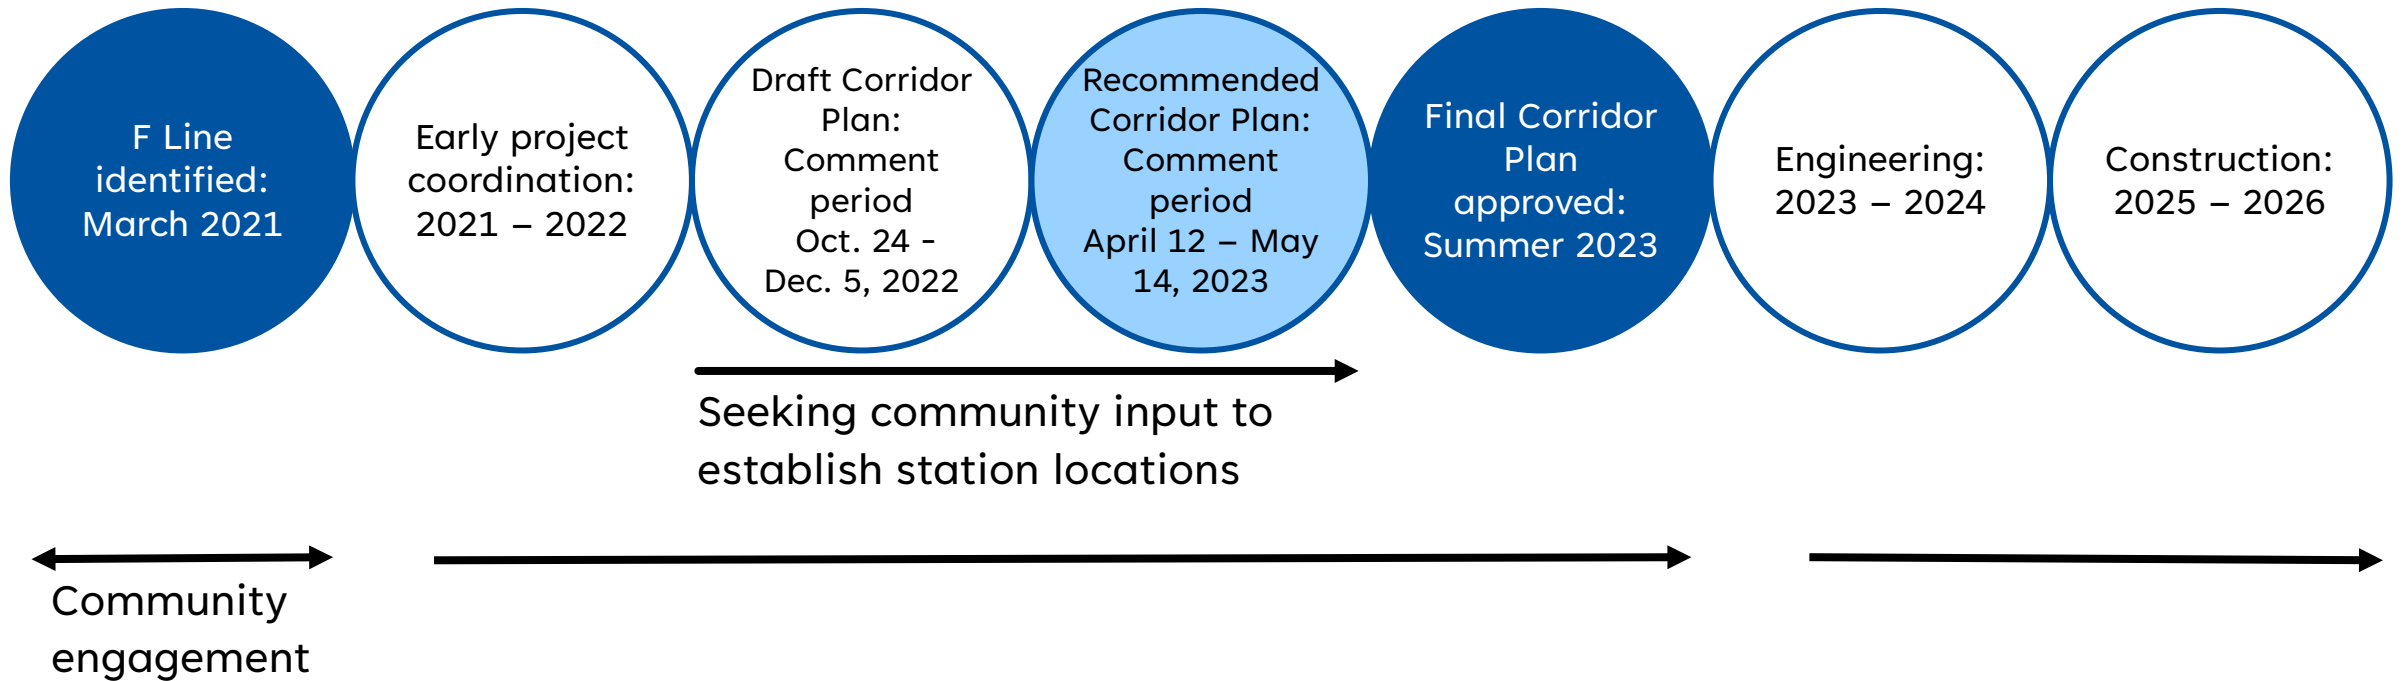 F Line
identified:
March 2021
Early project
coordination:
2021 – 2022
Draft Corridor
Plan:
Comment
period
Oct. 24 -
Dec. 5, 2022
Recommended
Corridor Plan:
Comment
period
April 12 – May
14, 2023
Final Corridor
Plan
approved:
Summer 2023
Engineering:
2023 – 2024
Construction:
2025 – 2026
Seeking community input to
establish station locations
Community
engagement